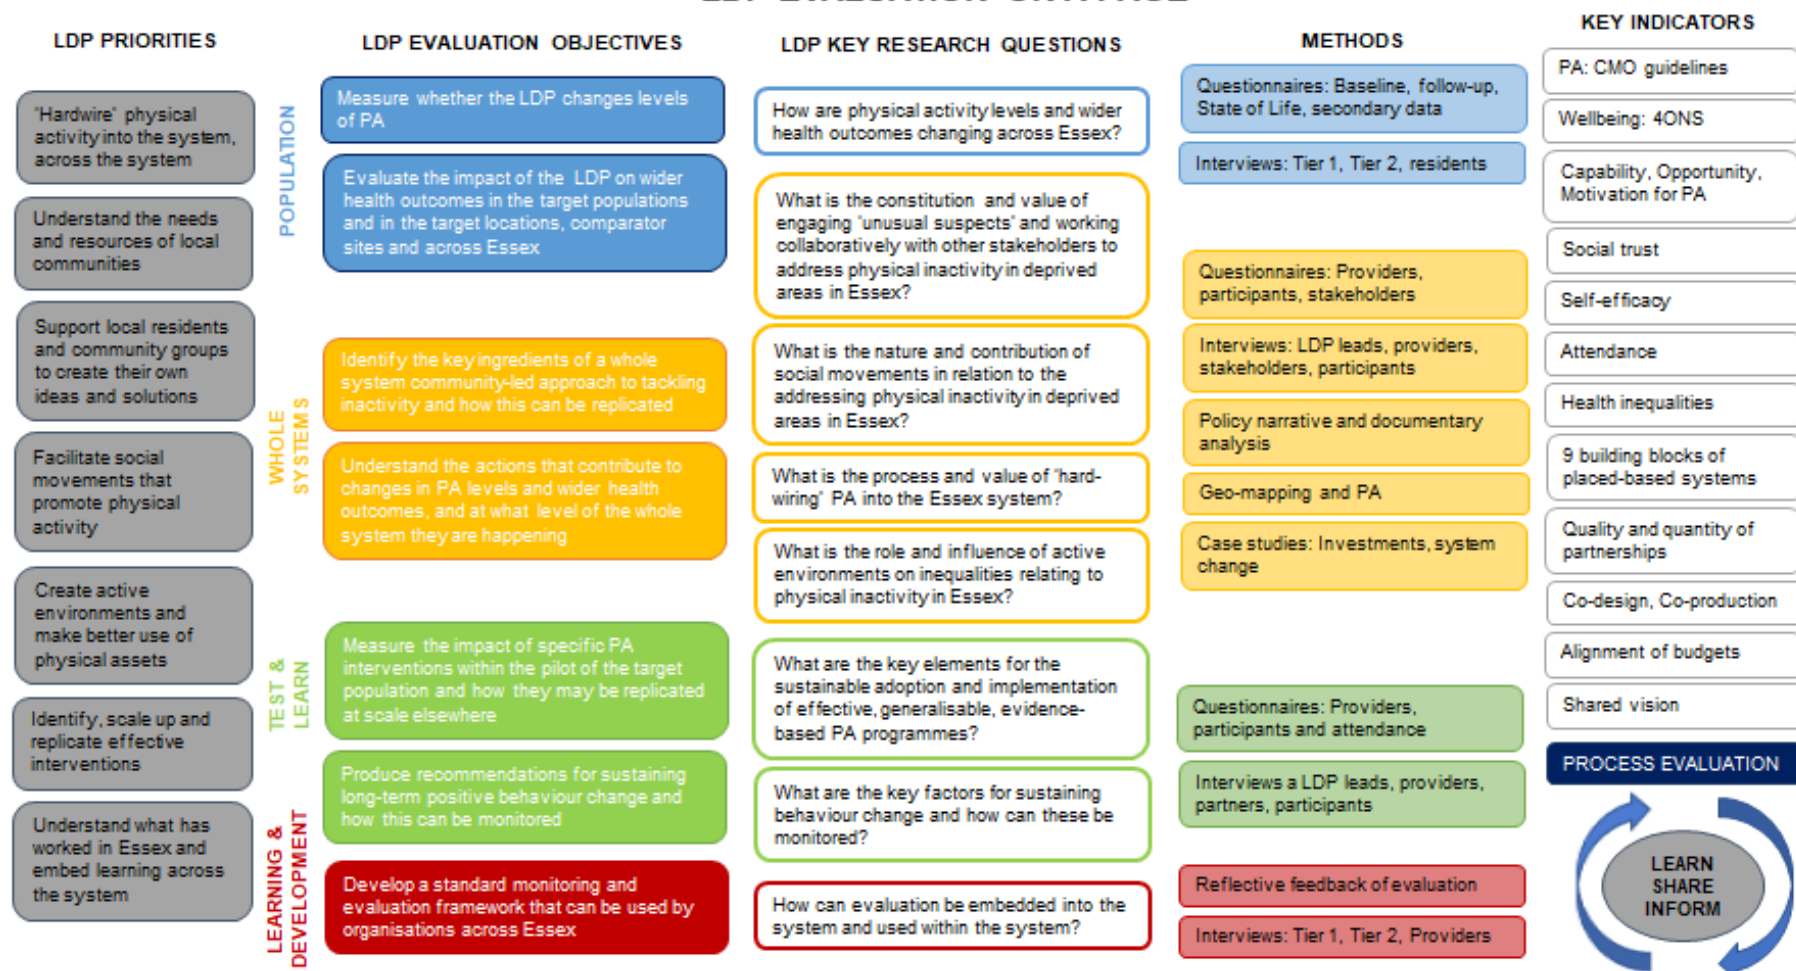 LDP EVALUATION ON A PAGE
LDP PRIORITIES
'Hardwire' physical
activity into the system,
across the system
Understand the needs
and resources of local
communities
Support local residents
and community groups
to create their own
ideas and solutions
Facilitate social
movements that
promote physical
activity
Create active
environments and
make better use of
physical assets
Identify, scale up and
replicate effective
interventions
Understand what has
worked in Essex and
embed learning across
the system
POPULATION
WHOLE
SYSTEMS
TEST &
LEARN
LEARNING &
DEVELOPMENT
LDP EVALUATION OBJECTIVES
Measure whether the LDP changes levels
of PA
Evaluate the impact of the LDP on wider
health outcomes in the target populations
and in the target locations, comparator
sites and across Essex
Identify the key ingredients of a whole
system community-led approach to tackling
inactivity and how this can be replicated
Understand the actions that contribute to
changes in PA levels and wider health
outcomes, and at what level of the whole
system they are happening
Measure the impact of specific PA
interventions within the pilot of the target
population and how they may be replicated
at scale elsewhere
Produce recommendations for sustaining
long-term positive behaviour change and
how this can be monitored
Develop a standard monitoring and
evaluation framework that can be used by
organisations across Essex
LDP KEY RESEARCH QUESTIONS
How are physical activity levels and wider
health outcomes changing across Essex?
What is the constitution and value of
engaging 'unusual suspects' and working
collaboratively with other stakeholders to
address physical inactivity in deprived
areas in Essex?
What is the nature and contribution of
social movements in relation to the
addressing physical inactivity in deprived
areas in Essex?
What is the process and value of 'hard-
wiring' PA into the Essex system?
What is the role and influence of active
environments on inequalities relating to
physical inactivity in Essex?
What are the key elements for the
sustainable adoption and implementation
of effective, generalisable, evidence-
based PA programmes?
What are the key factors for sustaining
behaviour change and how can these be
monitored?
How can evaluation be embedded into the
system and used within the system?
METHODS
Questionnaires: Baseline, follow-up,
State of Life, secondary data
Interviews: Tier 1, Tier 2, residents
Questionnaires: Providers,
participants, stakeholders
Interviews: LDP leads, providers,
stakeholders, participants
Policy narrative and documentary
analysis
Geo-mapping and PA
Case studies: Investments, system
change
Questionnaires: Providers,
participants and attendance
Interviews a LDP leads, providers,
partners, participants
Reflective feedback of evaluation
Interviews: Tier 1, Tier 2, Providers
KEY INDICATORS
PA: CMO guidelines
Wellbeing: 4ONS
Capability, Opportunity,
Motivation for PA
Social trust
Self-efficacy
Attendance
Health inequalities
9 building blocks of
placed-based systems
Quality and quantity of
partnerships
Co-design, Co-production
Alignment of budgets
Shared vision
PROCESS EVALUATION
LEARN
SHARE
INFORM